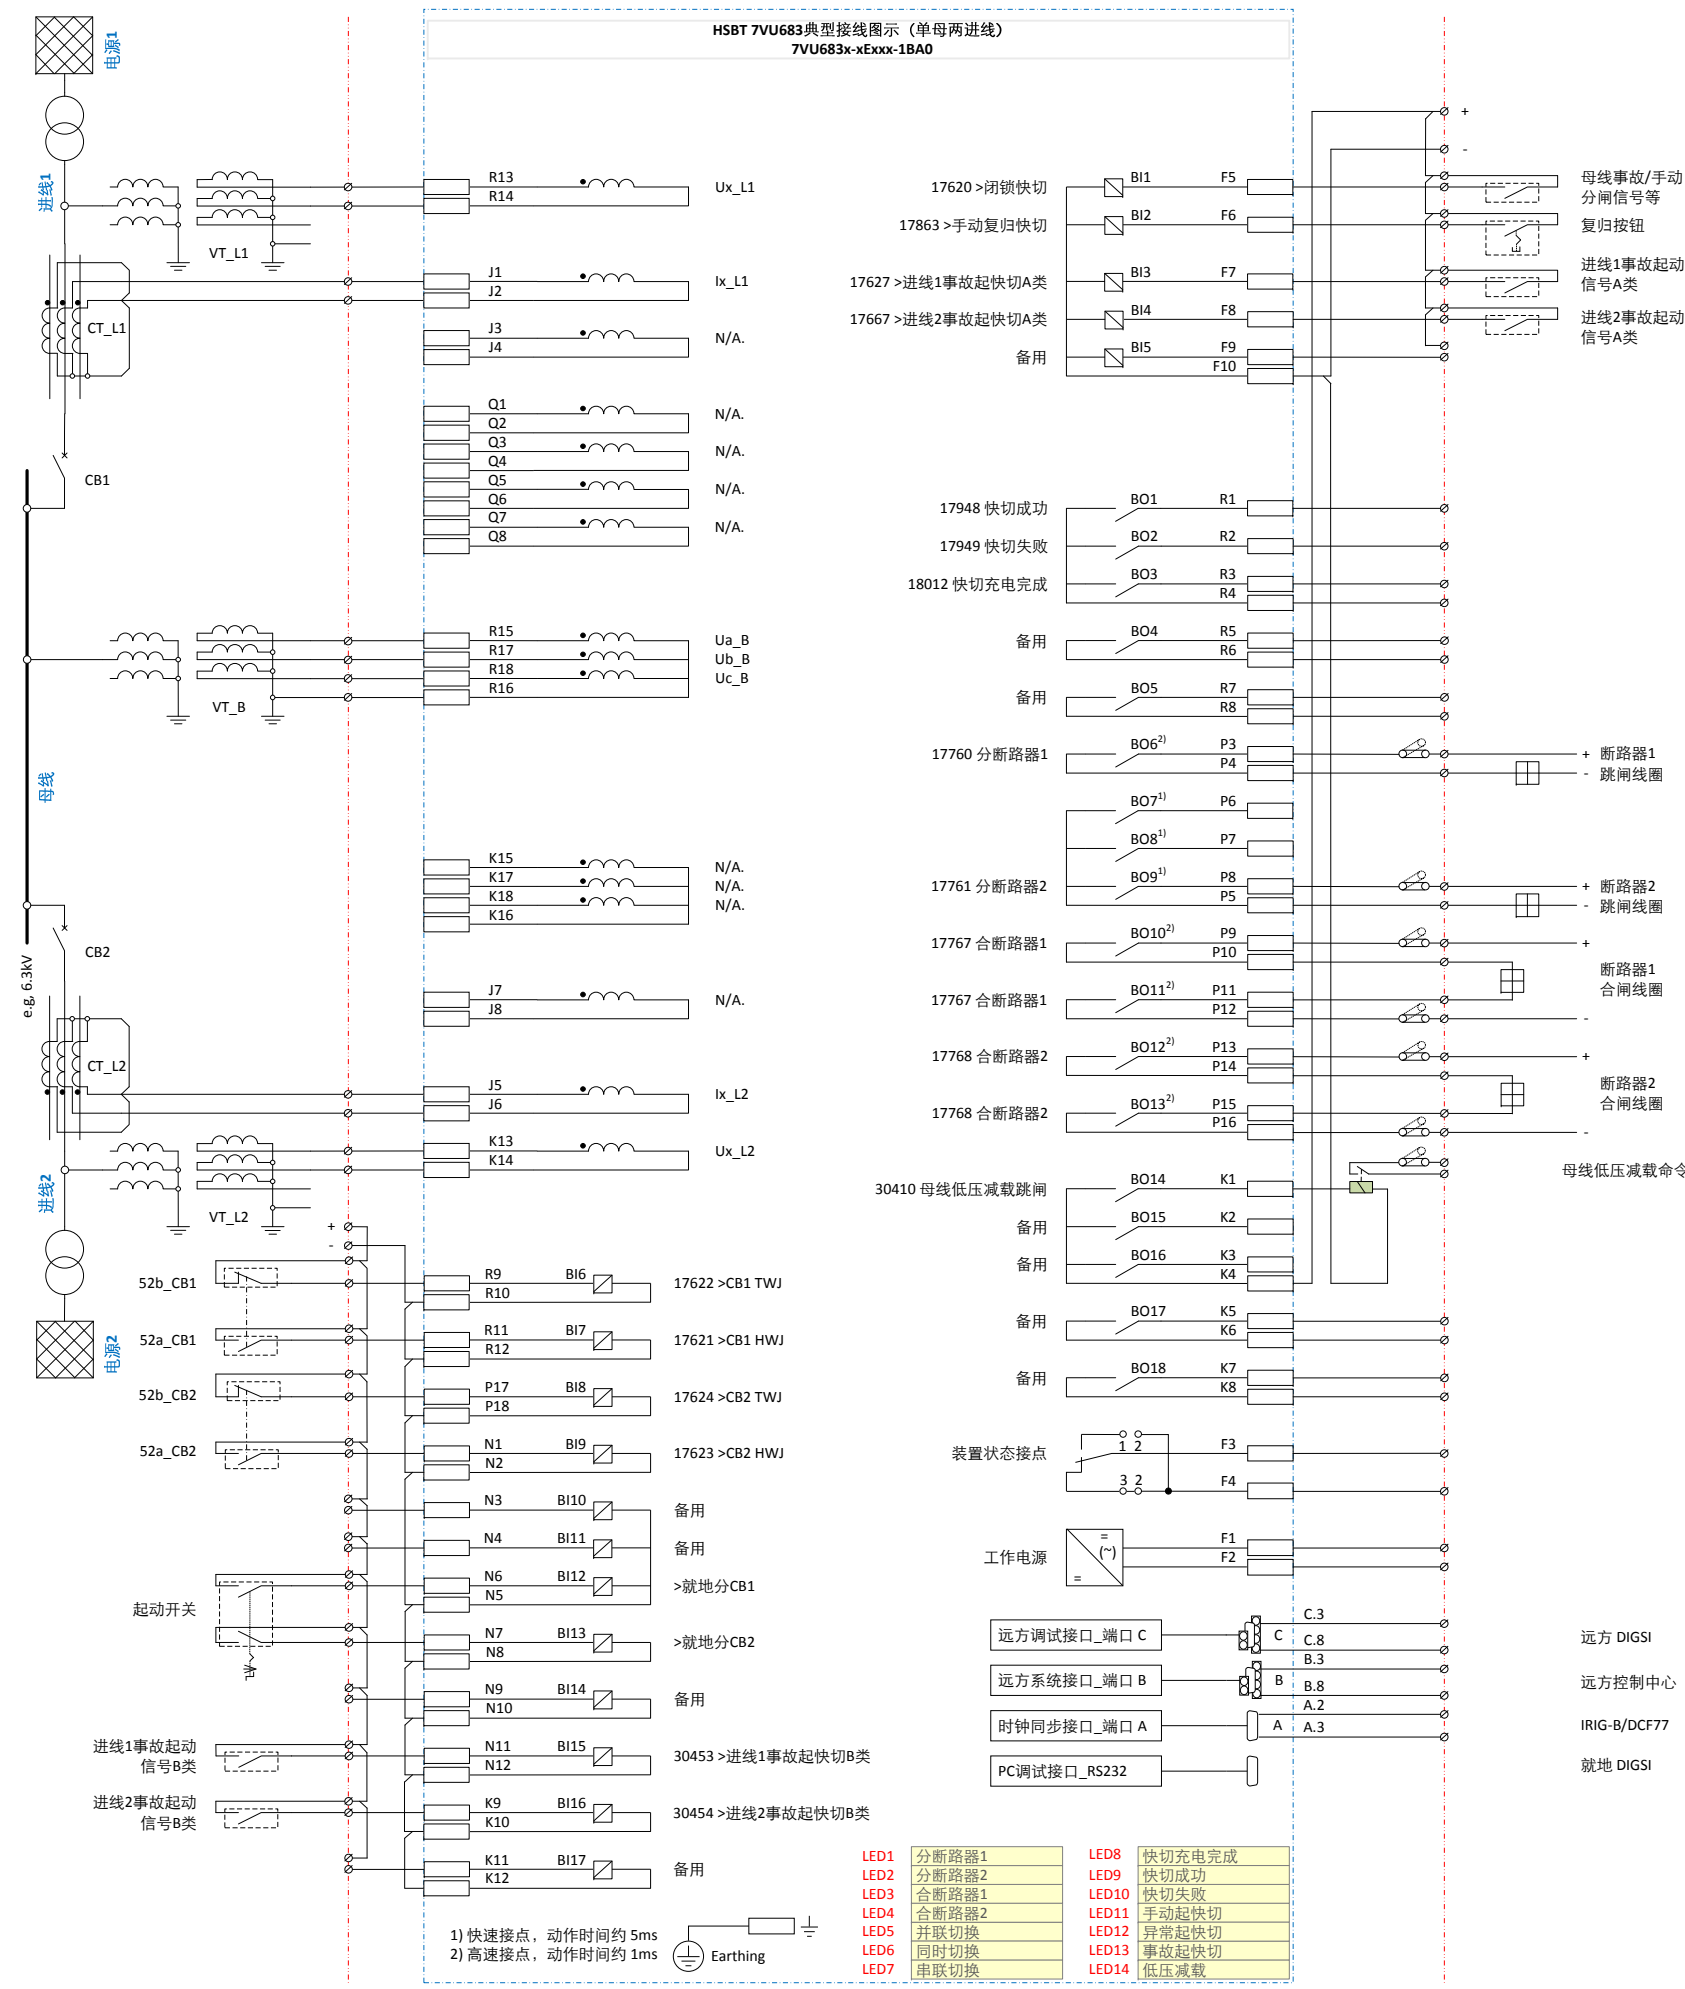 HSBT 7VU683典型接线图示（单母两进线）
7VU683x-xExxx-1BA0
电源1
进线1
VT_L1
CT_L1
CB1
VT_B
母线
CB2
e.g, 6.3kV
CT_L2
VT_L2
进线2
电源2
R13
R14
Ux_L1
J1
J2
Ix_L1
J3
J4
N/A.
Q1
Q2
N/A.
Q3
Q4
N/A.
Q5
Q6
N/A.
Q7
Q8
N/A.
R15
Ua_B
R17
Ub_B
R18
Uc_B
R16
K15
N/A.
K17
N/A.
K18
N/A.
K16
J7
J8
N/A.
J5
J6
Ix_L2
K13
K14
Ux_L2
+
-
52b_CB1
R9
BI6
17622 >CB1 TWJ
R10
52a_CB1
R11
BI7
17621 >CB1 HWJ
R12
52b_CB2
P17
BI8
17624 >CB2 TWJ
P18
52a_CB2
N1
BI9
17623 >CB2 HWJ
N2
N3
BI10
备用
N4
BI11
备用
起动开关
N6
BI12
>就地分CB1
N5
N7
BI13
>就地分CB2
N8
N9
BI14
备用
N10
进线1事故起动
信号B类
N11
BI15
30453 >进线1事故起快切B类
N12
进线2事故起动
信号B类
K9
BI16
30454 >进线2事故起快切B类
K10
K11
BI17
备用
K12
1) 快速接点，动作时间约 5ms
2) 高速接点，动作时间约 1ms
Earthing
+
-
17620 >闭锁快切
BI1
F5
母线事故/手动
分闸信号等
17863 >手动复归快切
BI2
F6
复归按钮
17627 >进线1事故起快切A类
BI3
F7
进线1事故起动
信号A类
17667 >进线2事故起快切A类
BI4
F8
进线2事故起动
信号A类
备用
BI5
F9
F10
17948 快切成功
BO1
R1
17949 快切失败
BO2
R2
18012 快切充电完成
BO3
R3
R4
备用
BO4
R5
R6
备用
BO5
R7
R8
17760 分断路器1
BO6²⁾
P3
P4
+ 断路器1
- 跳闸线圈
BO7¹⁾
P6
BO8¹⁾
P7
17761 分断路器2
BO9¹⁾
P8
P5
+ 断路器2
- 跳闸线圈
17767 合断路器1
BO10²⁾
P9
P10
+
断路器1
合闸线圈
17767 合断路器1
BO11²⁾
P11
P12
-
17768 合断路器2
BO12²⁾
P13
P14
+
断路器2
合闸线圈
17768 合断路器2
BO13²⁾
P15
P16
-
母线低压减载命令
30410 母线低压减载跳闸
BO14
K1
备用
BO15
K2
备用
BO16
K3
K4
备用
BO17
K5
K6
备用
BO18
K7
K8
装置状态接点
1 2
3 2
F3
F4
工作电源
=
(~)
=
F1
F2
远方调试接口_端口 C
C
C.3
C.8
远方 DIGSI
远方系统接口_端口 B
B
B.3
B.8
远方控制中心
时钟同步接口_端口 A
A
A.2
A.3
IRIG-B/DCF77
PC调试接口_RS232
就地 DIGSI
LED1 分断路器1
LED2 分断路器2
LED3 合断路器1
LED4 合断路器2
LED5 并联切换
LED6 同时切换
LED7 串联切换
LED8 快切充电完成
LED9 快切成功
LED10 快切失败
LED11 手动起快切
LED12 异常起快切
LED13 事故起快切
LED14 低压减载